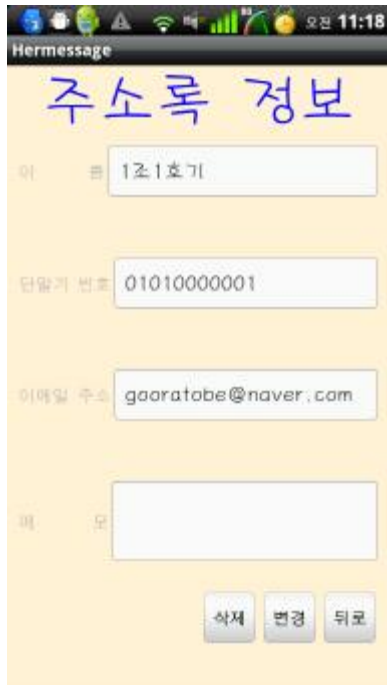 오전 11:18
Hermessage
주소록 정보
이 름 1조1호기
단말기 번호 01010000001
이메일 주소 gooratobe@naver.com
메 모
삭제 변경 뒤로